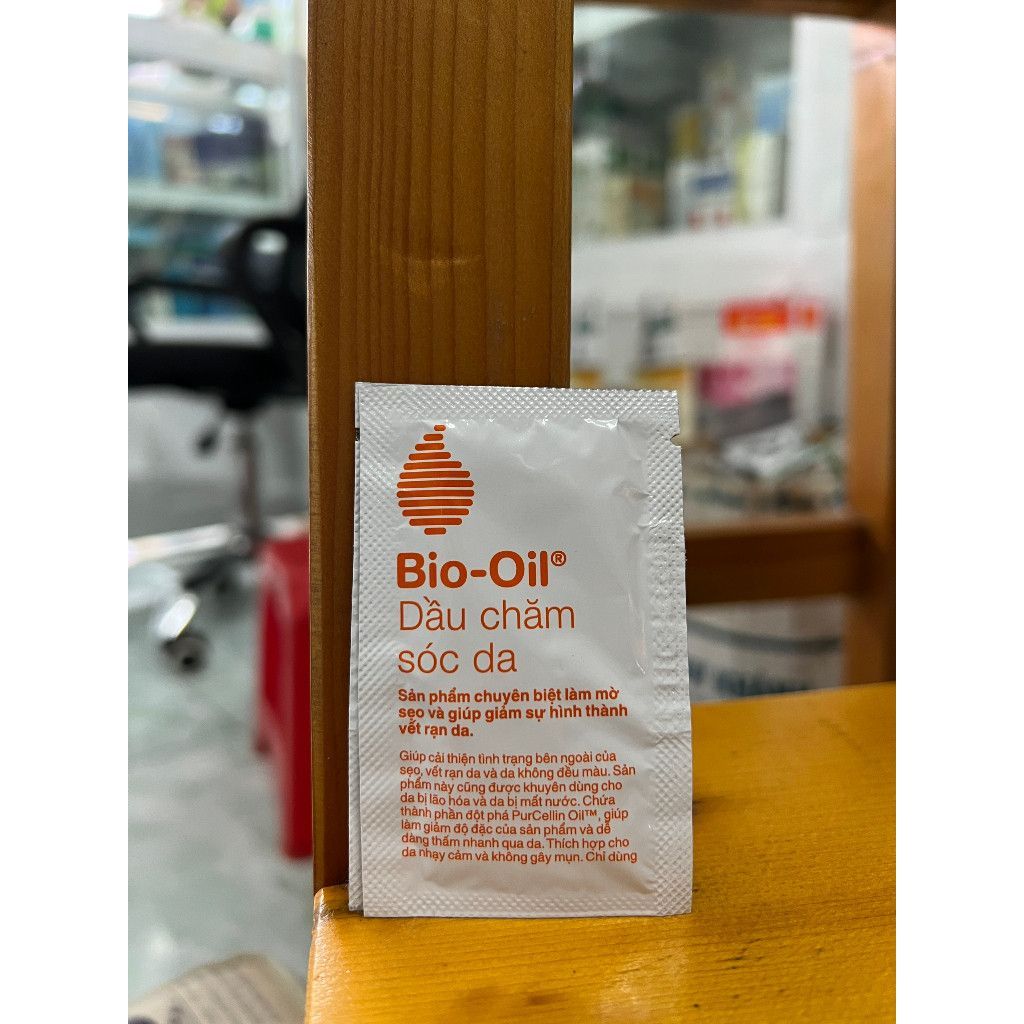 Bio-Oil®
Dầu chăm
sóc da
Sản phẩm chuyên biệt làm mờ
sẹo và giúp giảm sự hình thành
vết rạn da.
Giúp cải thiện tình trạng bên ngoài của
sẹo, vết rạn da và da không đều màu. Sản
phẩm này cũng được khuyên dùng cho
da bị lão hóa và da bị mất nước. Chứa
thành phần đột phá PurCellin Oil™, giúp
làm giảm độ đặc của sản phẩm và dễ
dàng thấm nhanh qua da. Thích hợp cho
da nhạy cảm và không gây mụn. Chỉ dùng